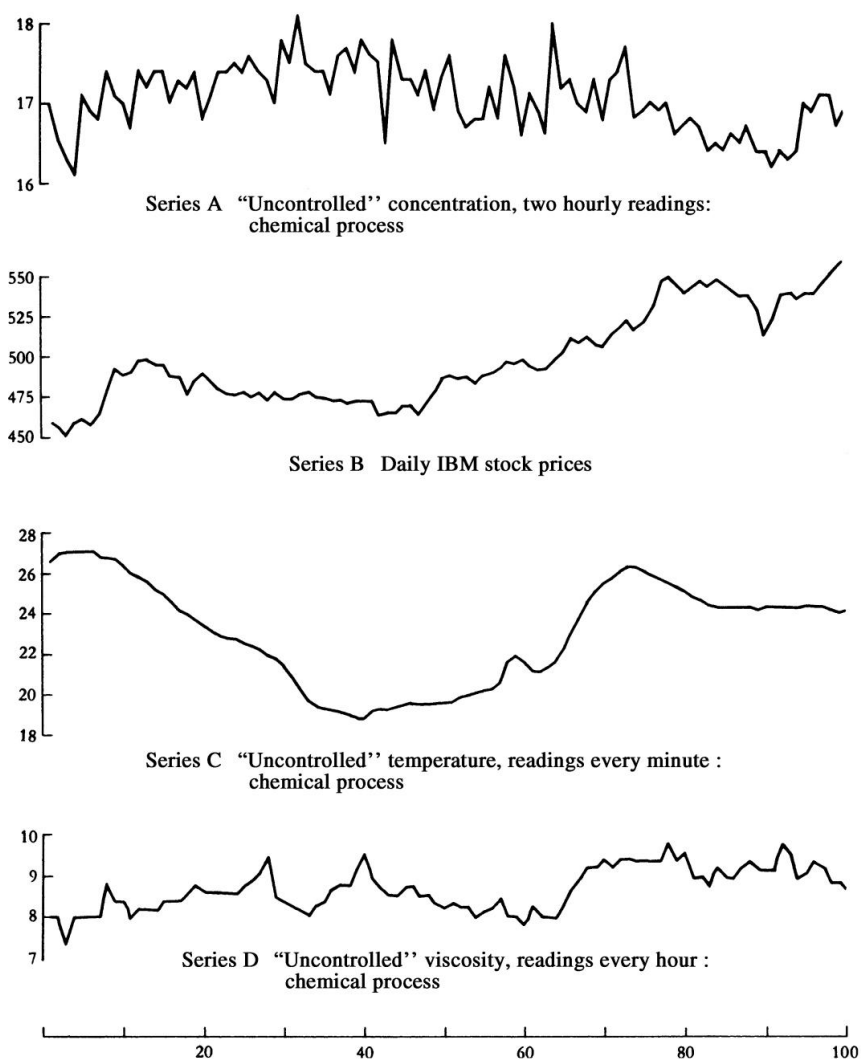 18
17
16
Series A “Uncontrolled’’ concentration, two hourly readings:
chemical process
550
525
500
475
450
Series B Daily IBM stock prices
28
26
24
22
20
18
Series C “Uncontrolled’’ temperature, readings every minute :
chemical process
10
9
8
7
Series D “Uncontrolled’’ viscosity, readings every hour :
chemical process
20 40 60 80 100